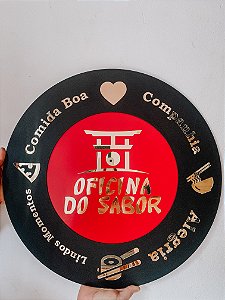 Comida Boa
Companhia
Alegria
Lindos Momentos
OFICINA
DO SABOR